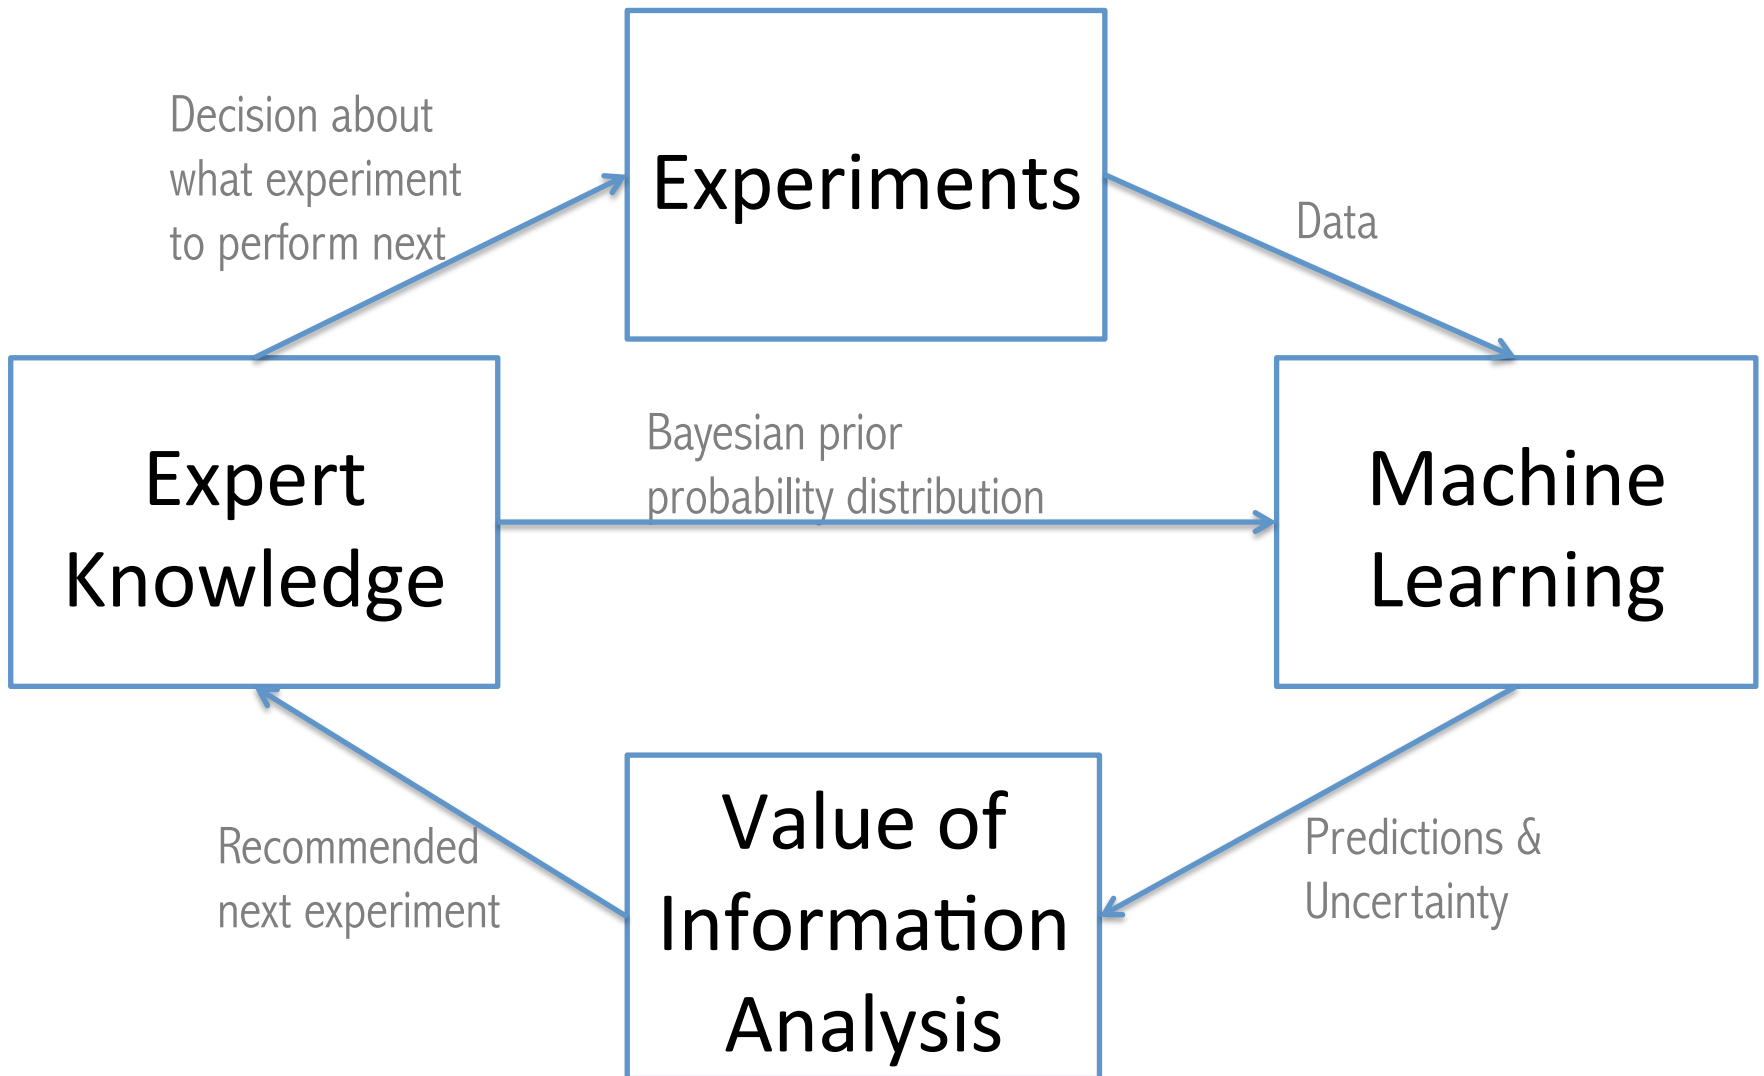 Decision about
what experiment
to perform next
Experiments
Data
Expert
Knowledge
Bayesian prior
probability distribution
Machine
Learning
Recommended
next experiment
Value of
Information
Analysis
Predictions &
Uncertainty